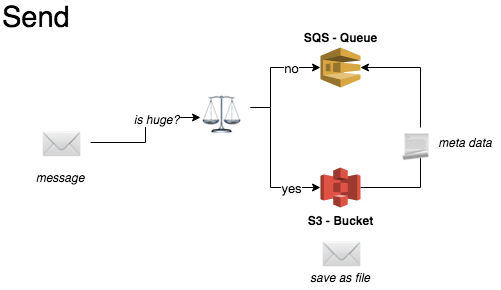 Send
SQS - Queue
no
is huge?
meta data
message
yes
S3 - Bucket
save as file